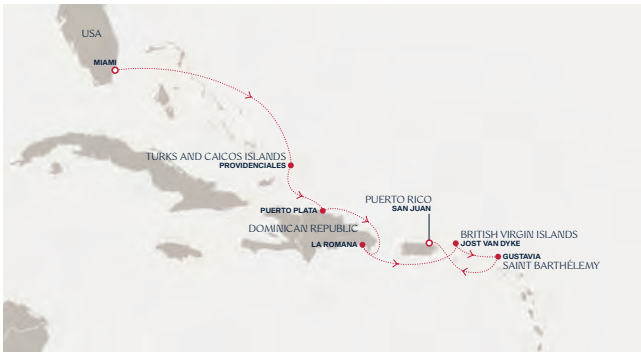 USA
MIAMI
TURKS AND CAICOS ISLANDS
PROVIDENCIALES
PUERTO PLATA
DOMINICAN REPUBLIC
LA ROMANA
PUERTO RICO
SAN JUAN
BRITISH VIRGIN ISLANDS
JOST VAN DYKE
GUSTAVIA
SAINT BARTHÉLEMY